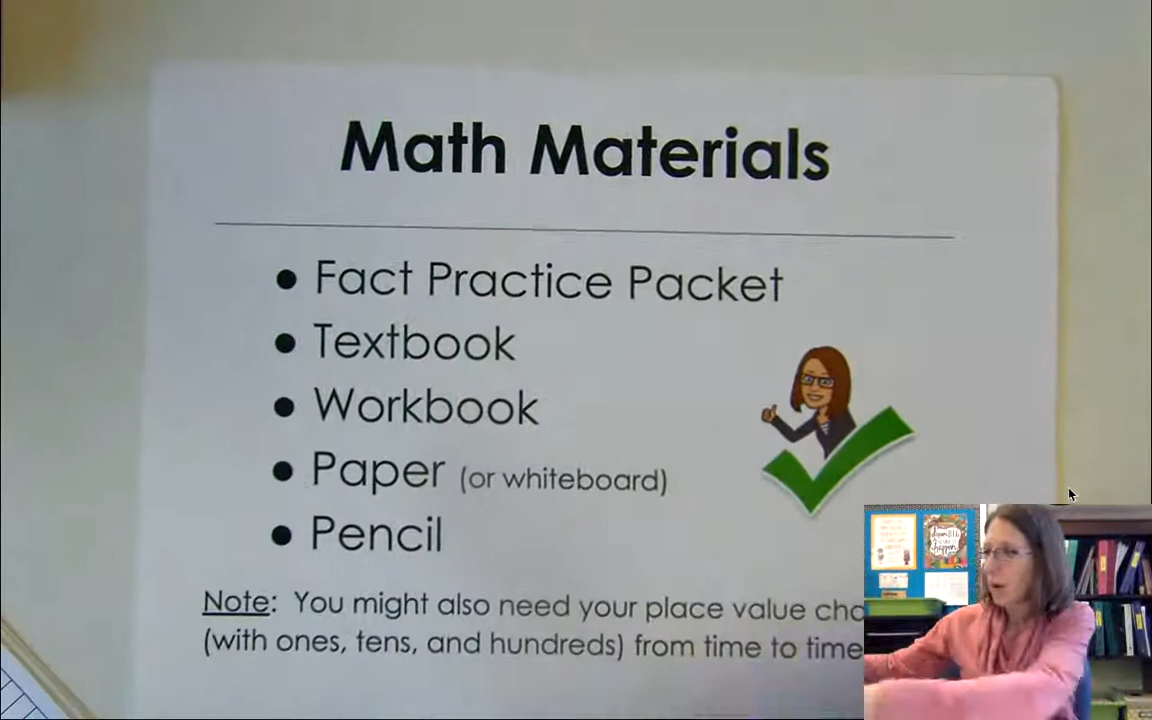 Math Materials
● Fact Practice Packet
● Textbook
● Workbook
● Paper (or whiteboard)
● Pencil
Note: You might also need your place value
(with ones, tens, and hundreds) from time to time